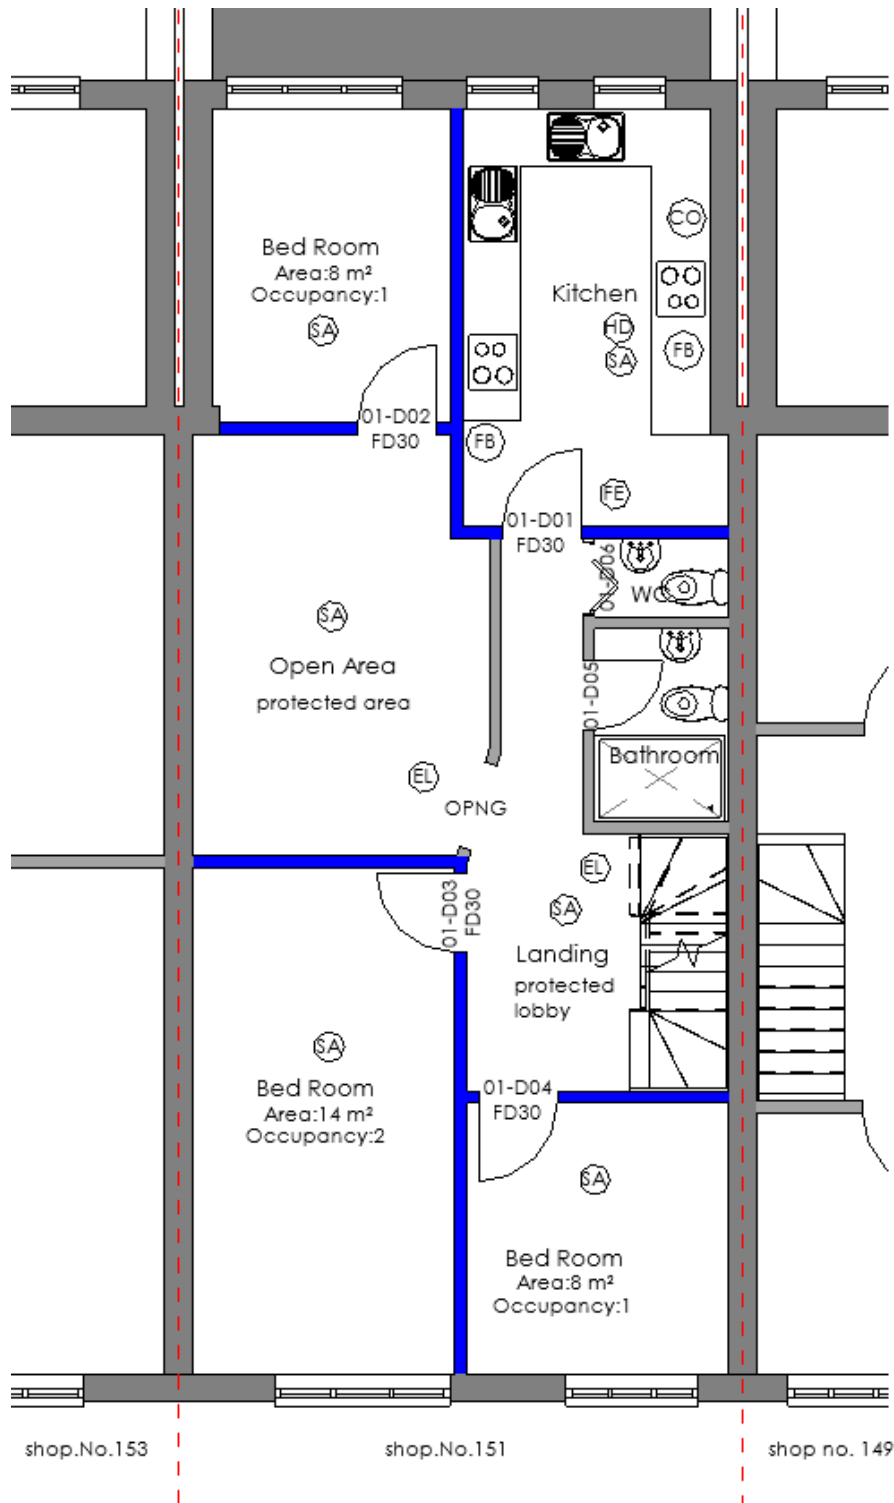 CO
Bed Room
Area:8 m²
Occupancy:1
SA
Kitchen
HD
SA
FB
01-D02
FD30
FB
FE
01-D01
FD30
01-D06
WC
SA
Open Area
protected area
01-D05
Bathroom
EL
OPNG
EL
SA
01-D03
FD30
Landing
protected
lobby
SA
Bed Room
Area:14 m²
Occupancy:2
01-D04
FD30
SA
Bed Room
Area:8 m²
Occupancy:1
shop.No.153
shop.No.151
shop no. 149